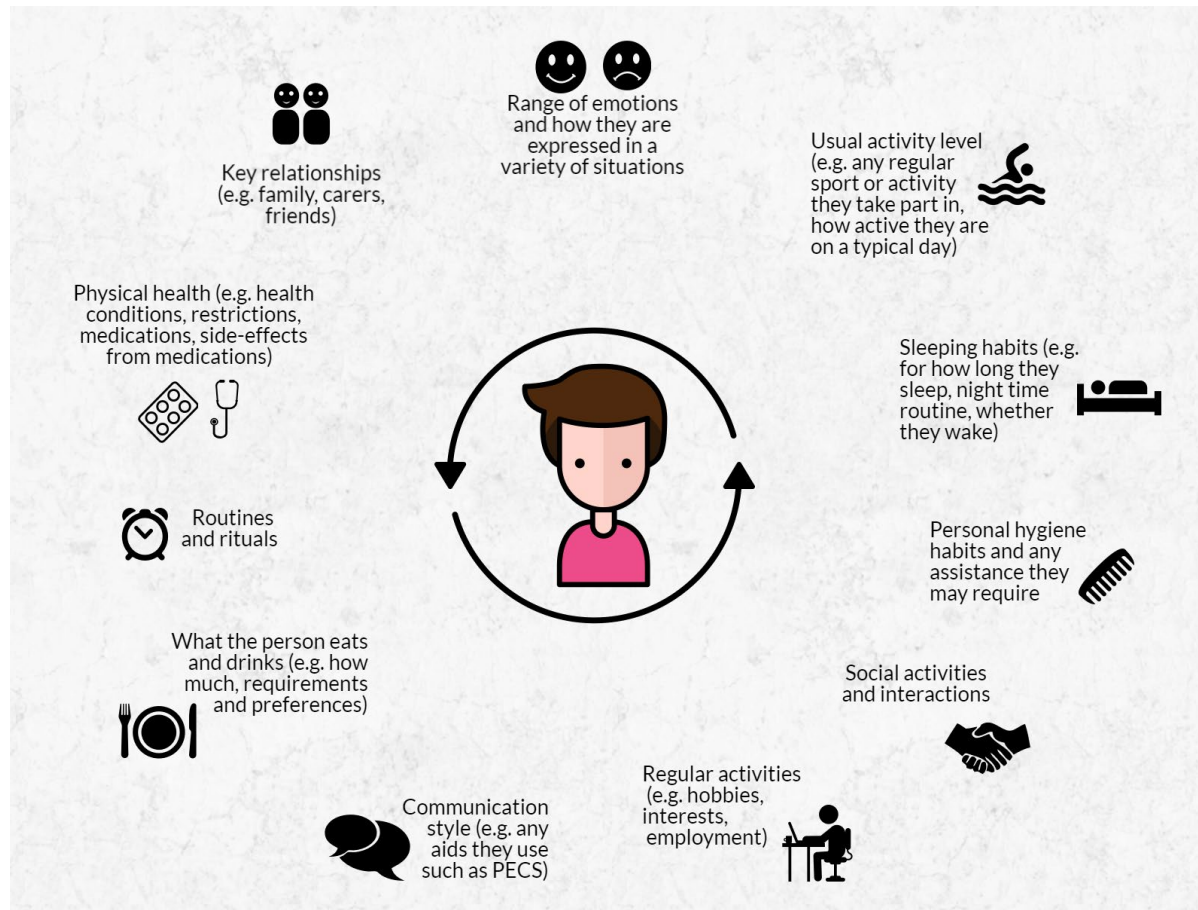 Range of emotions
and how they are
expressed in a
variety of situations
Usual activity level
(e.g. any regular
sport or activity
they take part in,
how active they are
on a typical day)
Sleeping habits (e.g.
for how long they
sleep, night time
routine, whether
they wake)
Personal hygiene
habits and any
assistance they
may require
Social activities
and interactions
Regular activities
(e.g. hobbies,
interests,
employment)
Communication
style (e.g. any
aids they use
such as PECS)
What the person eats
and drinks (e.g. how
much, requirements
and preferences)
Routines
and rituals
Physical health (e.g. health
conditions, restrictions,
medications, side-effects
from medications)
Key relationships
(e.g. family, carers,
friends)